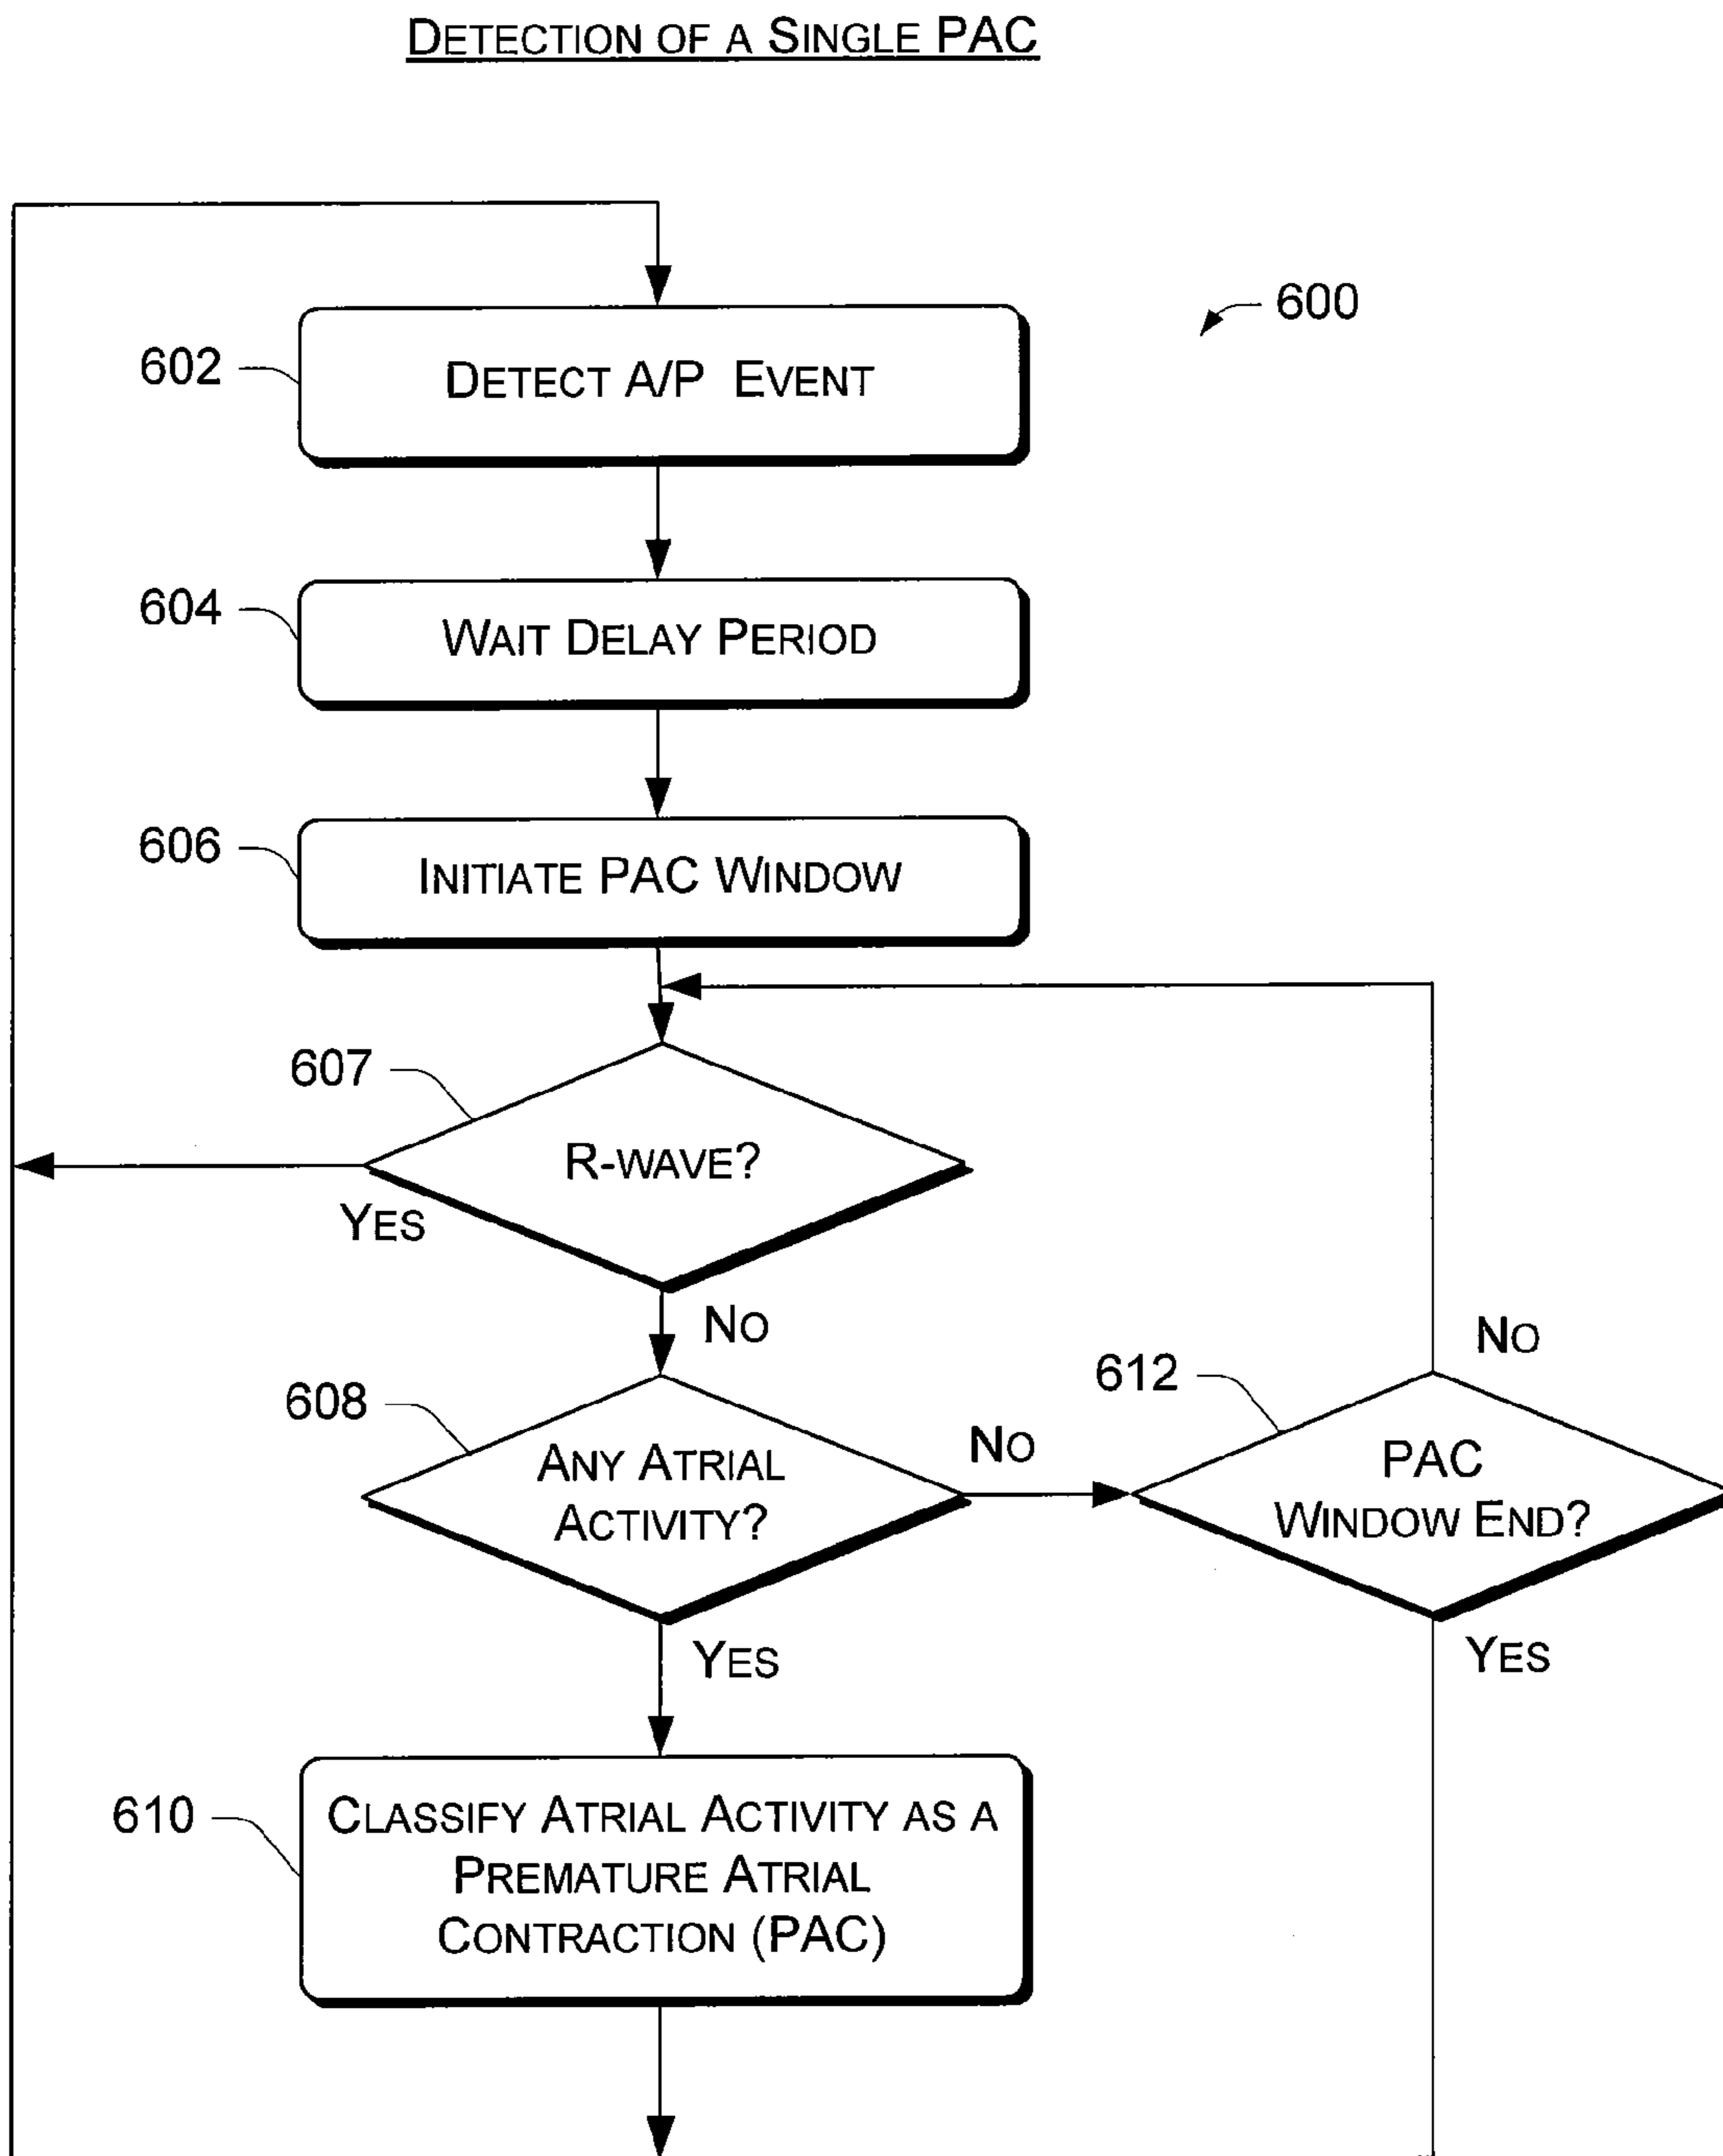 DETECTION OF A SINGLE PAC
600
602
DETECT A/P EVENT
604
WAIT DELAY PERIOD
606
INITIATE PAC WINDOW
607
R-WAVE?
YES
NO
NO
612
608
NO
ANY ATRIAL
ACTIVITY?
PAC
WINDOW END?
YES
YES
610
CLASSIFY ATRIAL ACTIVITY AS A
PREMATURE ATRIAL
CONTRACTION (PAC)